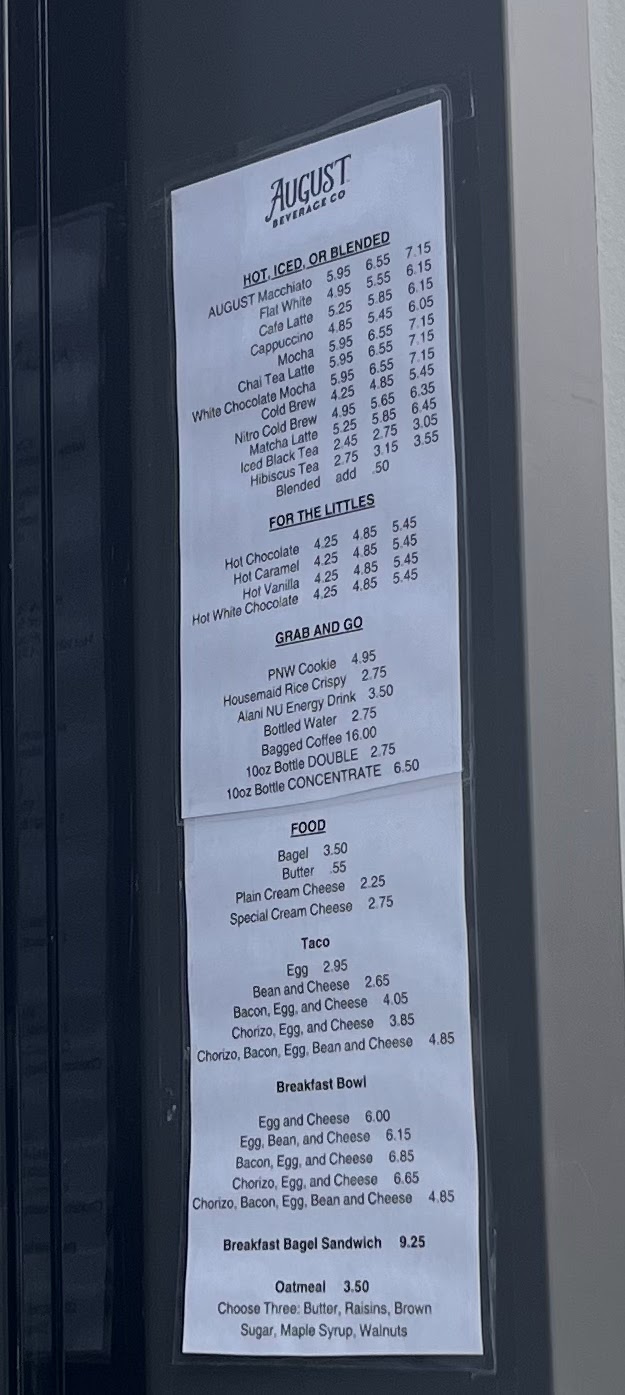 AUGUST
BEVERAGE CO
HOT, ICED, OR BLENDED
AUGUST Macchiato 5.95 6.55 7.15
Flat White 4.95 5.55 6.15
Cafe Latte 5.25 5.85 6.15
Cappuccino 4.85 5.45 6.05
Mocha 5.95 6.55 7.15
Chai Tea Latte 5.95 6.55 7.15
White Chocolate Mocha 5.95 6.55 7.15
Cold Brew 4.25 4.85 5.45
Nitro Cold Brew 4.95 5.65 6.35
Matcha Latte 5.25 5.85 6.45
Iced Black Tea 2.45 2.75 3.05
Hibiscus Tea 2.75 3.15 3.55
Blended add .50
FOR THE LITTLES
Hot Chocolate 4.25 4.85 5.45
Hot Caramel 4.25 4.85 5.45
Hot Vanilla 4.25 4.85 5.45
Hot White Chocolate 4.25 4.85 5.45
GRAB AND GO
PNW Cookie 4.95
Housemaid Rice Crispy 2.75
Alani NU Energy Drink 3.50
Bottled Water 2.75
Bagged Coffee 16.00
10oz Bottle DOUBLE 2.75
10oz Bottle CONCENTRATE 6.50
FOOD
Bagel 3.50
Butter .55
Plain Cream Cheese 2.25
Special Cream Cheese 2.75
Taco
Egg 2.95
Bean and Cheese 2.65
Bacon, Egg, and Cheese 4.05
Chorizo, Egg, and Cheese 3.85
Chorizo, Bacon, Egg, Bean and Cheese 4.85
Breakfast Bowl
Egg and Cheese 6.00
Egg, Bean, and Cheese 6.15
Bacon, Egg, and Cheese 6.85
Chorizo, Egg, and Cheese 6.65
Chorizo, Bacon, Egg, Bean and Cheese 4.85
Breakfast Bagel Sandwich 9.25
Oatmeal 3.50
Choose Three: Butter, Raisins, Brown
Sugar, Maple Syrup, Walnuts